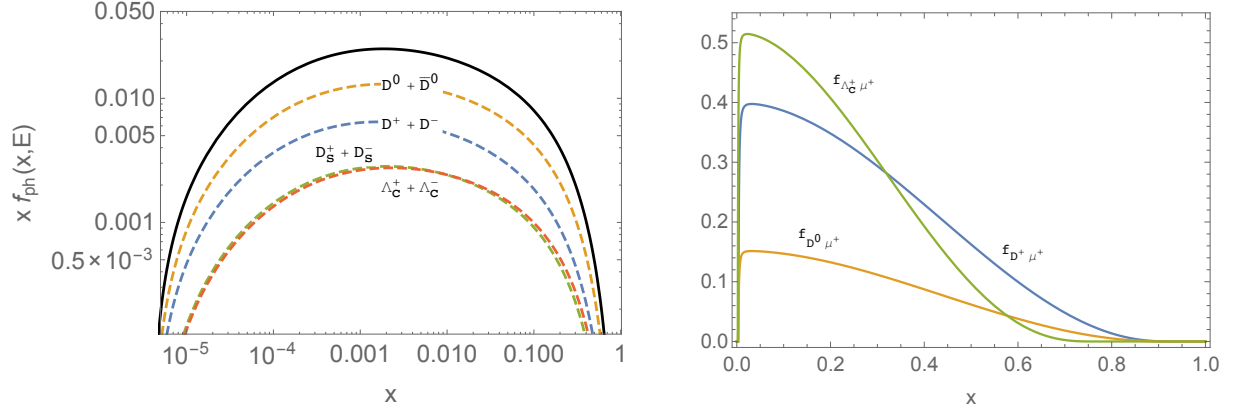 0.050
0.010
0.005
0.001
0.5×10⁻³
x f_ph(x,E)
D⁰ + D̅⁰
D⁺ + D⁻
D_S⁺ + D_S⁻
Λ_C⁺ + Λ_C⁻
10⁻⁵ 10⁻⁴ 0.001 0.010 0.100 1
x
0.5
0.4
0.3
0.2
0.1
0.0
f_Λ_C⁺ μ⁺
f_D⁺ μ⁺
f_D⁰ μ⁺
0.0 0.2 0.4 0.6 0.8 1.0
x